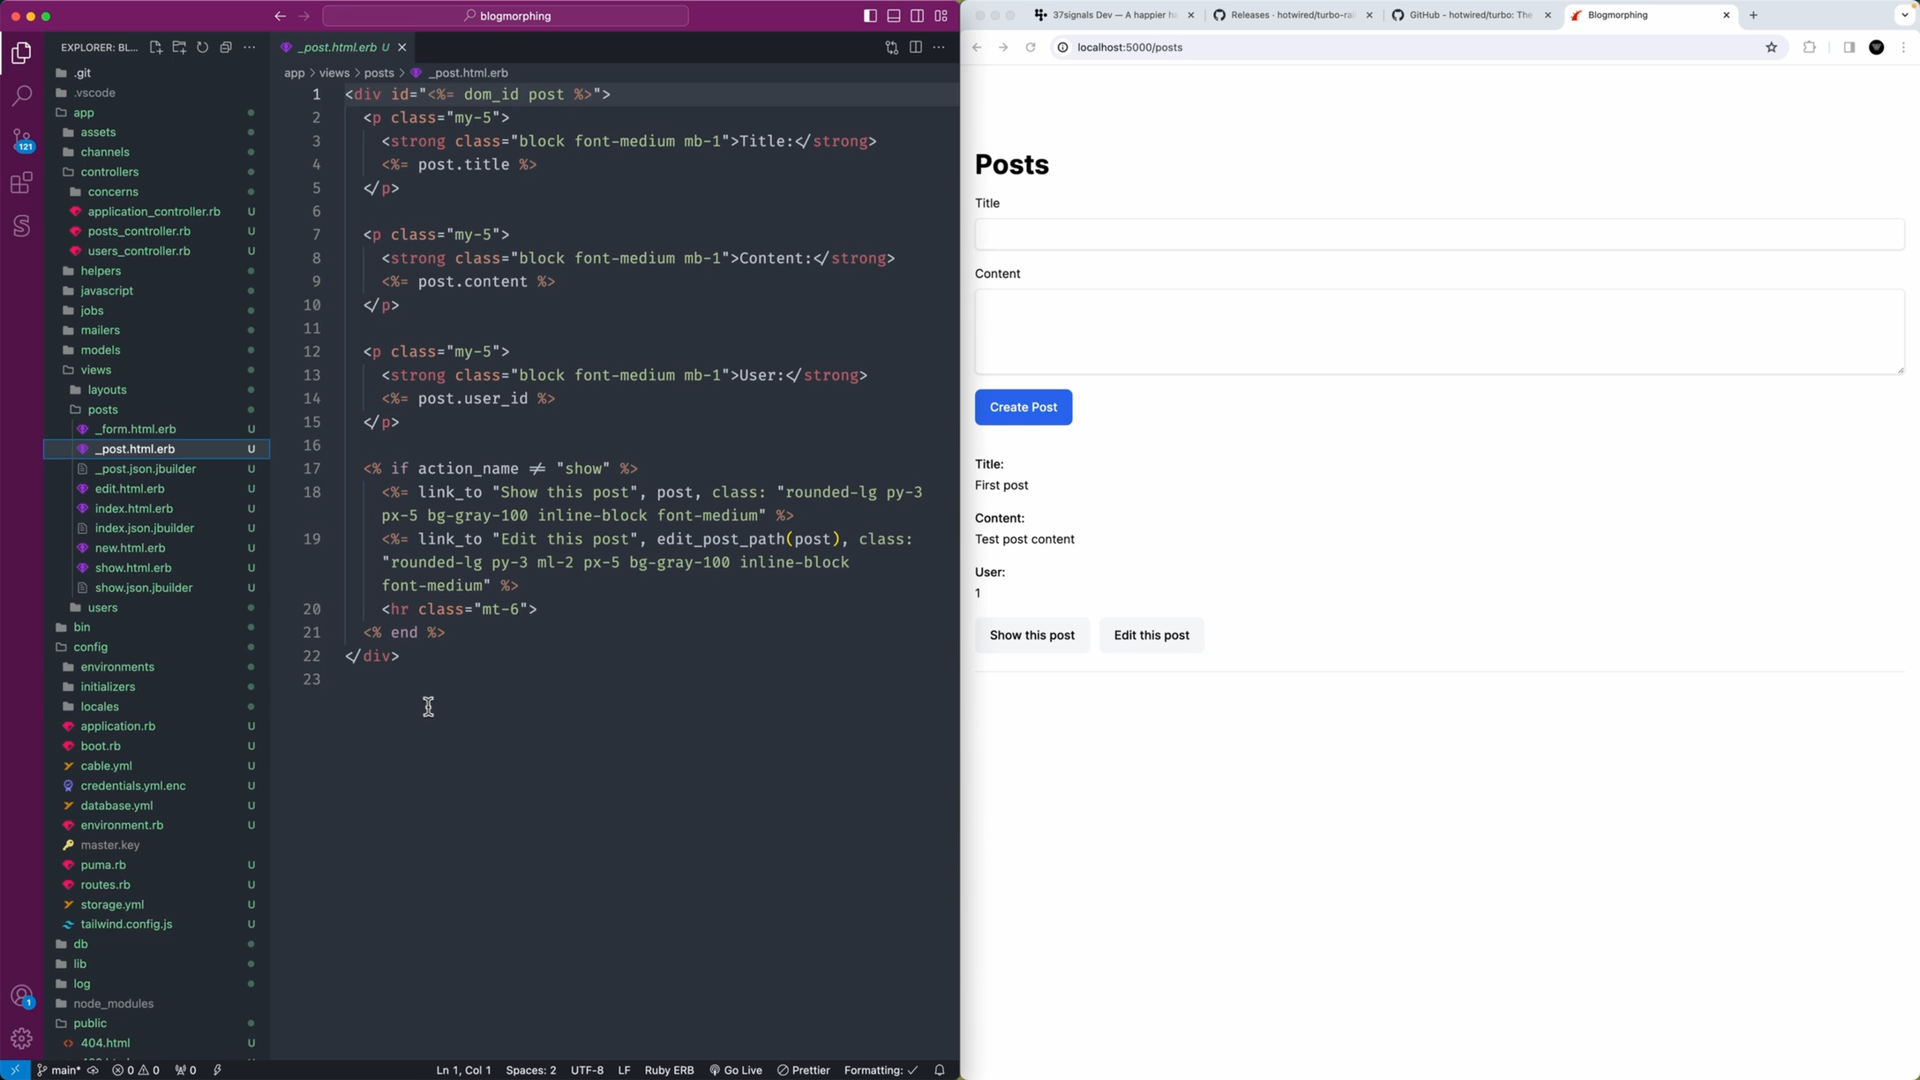 blogmorphing
EXPLORER: BL...
.git
.vscode
app
assets
channels
controllers
concerns
application_controller.rb U
posts_controller.rb U
users_controller.rb U
helpers
javascript
jobs
mailers
models
views
layouts
posts
_form.html.erb U
_post.html.erb U
_post.json.jbuilder U
edit.html.erb U
index.html.erb U
index.json.jbuilder U
new.html.erb U
show.html.erb U
show.json.jbuilder U
users
bin
config
environments
initializers
locales
application.rb U
boot.rb U
cable.yml U
credentials.yml.enc U
database.yml U
environment.rb U
master.key
puma.rb U
routes.rb U
storage.yml U
tailwind.config.js U
db
lib
log
node_modules
public
404.html U
121
1
_post.html.erb U
app > views > posts > _post.html.erb
1 <div id="<%= dom_id post %>">
2 <p class="my-5">
3 <strong class="block font-medium mb-1">Title:</strong>
4 <%= post.title %>
5 </p>
6
7 <p class="my-5">
8 <strong class="block font-medium mb-1">Content:</strong>
9 <%= post.content %>
10 </p>
11
12 <p class="my-5">
13 <strong class="block font-medium mb-1">User:</strong>
14 <%= post.user_id %>
15 </p>
16
17 <% if action_name != "show" %>
18 <%= link_to "Show this post", post, class: "rounded-lg py-3
px-5 bg-gray-100 inline-block font-medium" %>
19 <%= link_to "Edit this post", edit_post_path(post), class:
"rounded-lg py-3 ml-2 px-5 bg-gray-100 inline-block
font-medium" %>
20 <hr class="mt-6">
21 <% end %>
22 </div>
23
main* 0 0 0 Ln 1, Col 1 Spaces: 2 UTF-8 LF Ruby ERB Go Live Prettier Formatting:
37signals Dev — A happier ha
Releases · hotwired/turbo-rai
GitHub - hotwired/turbo: The
Blogmorphing
localhost:5000/posts
Posts
Title
Content
Create Post
Title:
First post
Content:
Test post content
User:
1
Show this post Edit this post